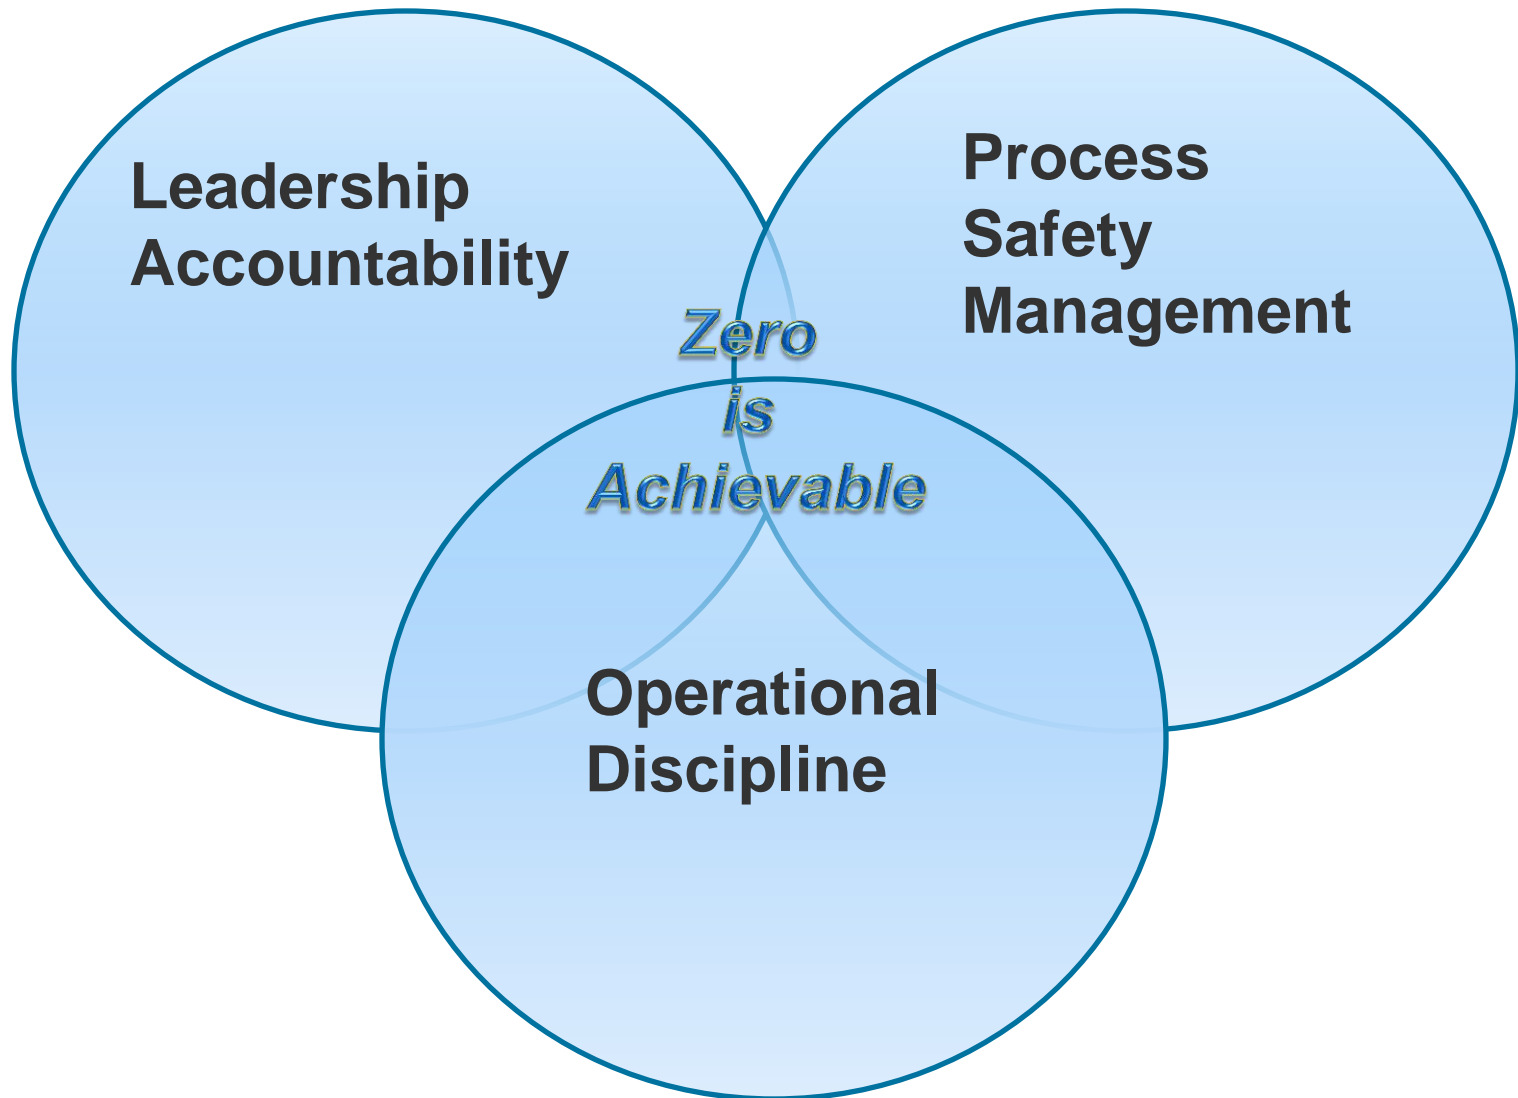 Leadership
Accountability
Process
Safety
Management
Zero
is
Achievable
Operational
Discipline